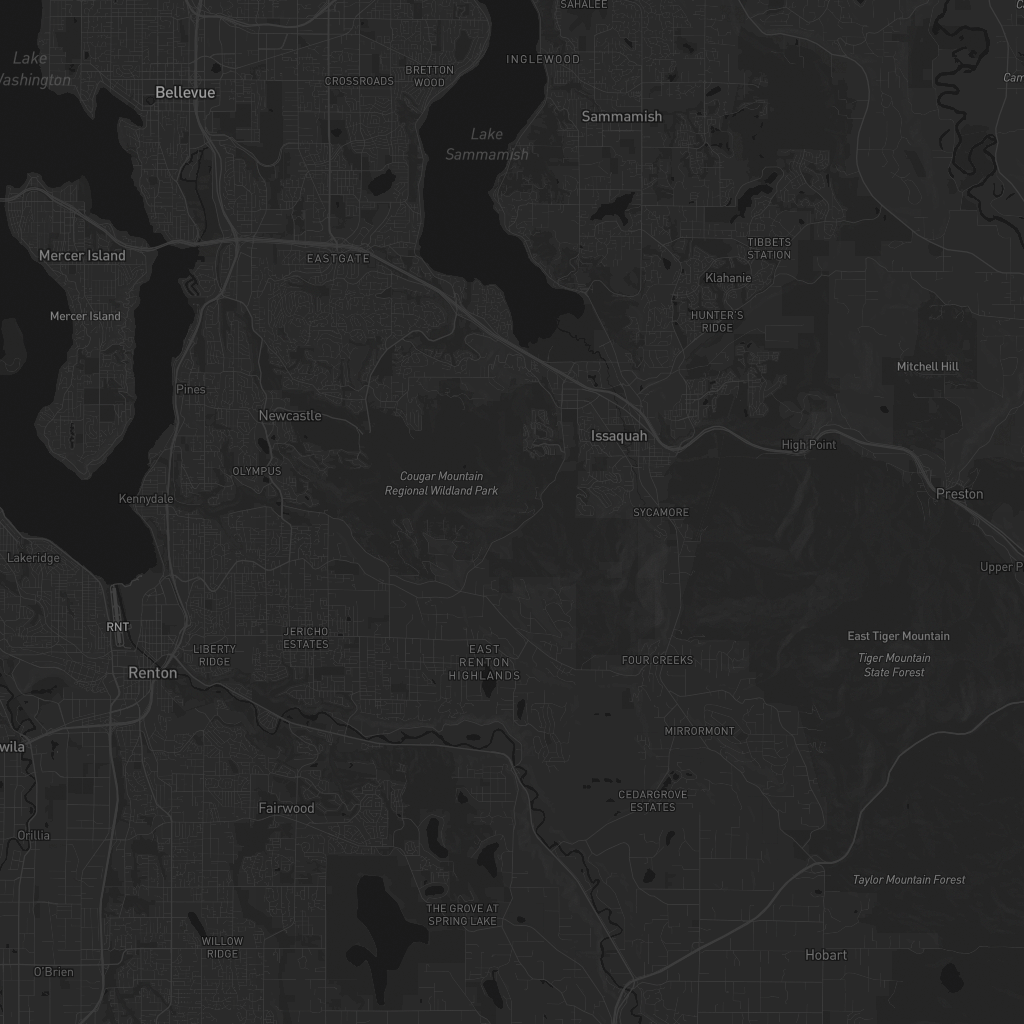 SAHALEE
Lake
Washington
INGLEWOOD
BRETTON
WOOD
CROSSROADS
Bellevue
Sammamish
Lake
Sammamish
TIBBETS
STATION
Mercer Island
EASTGATE
Klahanie
Mercer Island
HUNTER'S
RIDGE
Mitchell Hill
Pines
Newcastle
Issaquah
High Point
OLYMPUS
Cougar Mountain
Regional Wildland Park
Kennydale
Preston
SYCAMORE
Lakeridge
Upper P
RNT
JERICHO
ESTATES
East Tiger Mountain
LIBERTY
RIDGE
EAST
RENTON
HIGHLANDS
FOUR CREEKS
Tiger Mountain
State Forest
Renton
MIRRORMONT
wila
CEDARGROVE
ESTATES
Fairwood
Orillia
Taylor Mountain Forest
THE GROVE AT
SPRING LAKE
WILLOW
RIDGE
Hobart
O'Brien